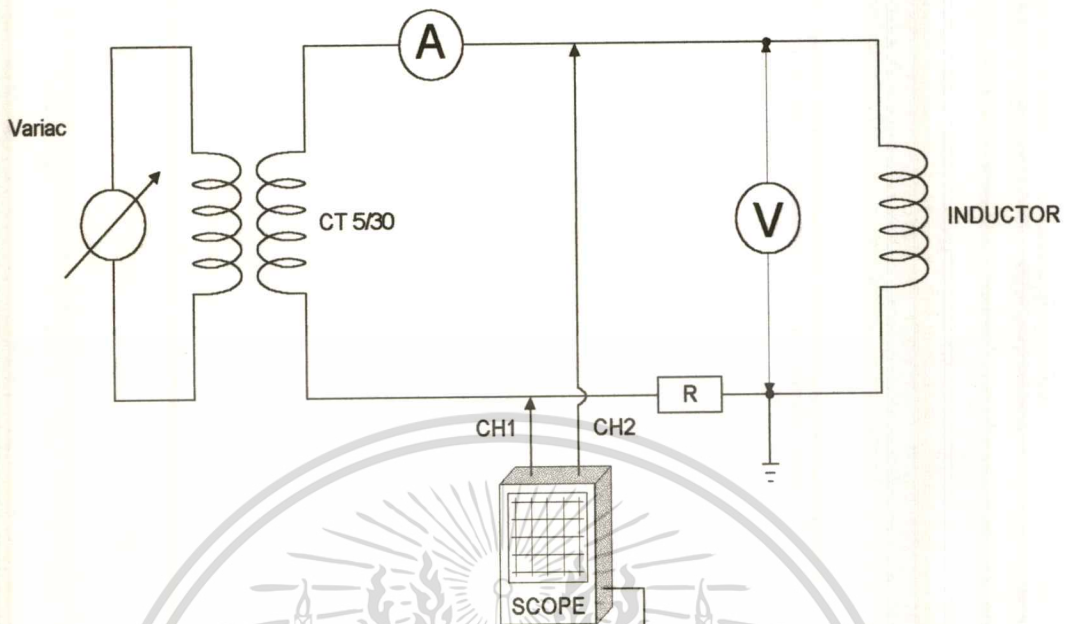 A
Variac
CT 5/30
V
INDUCTOR
R
CH1
CH2
SCOPE